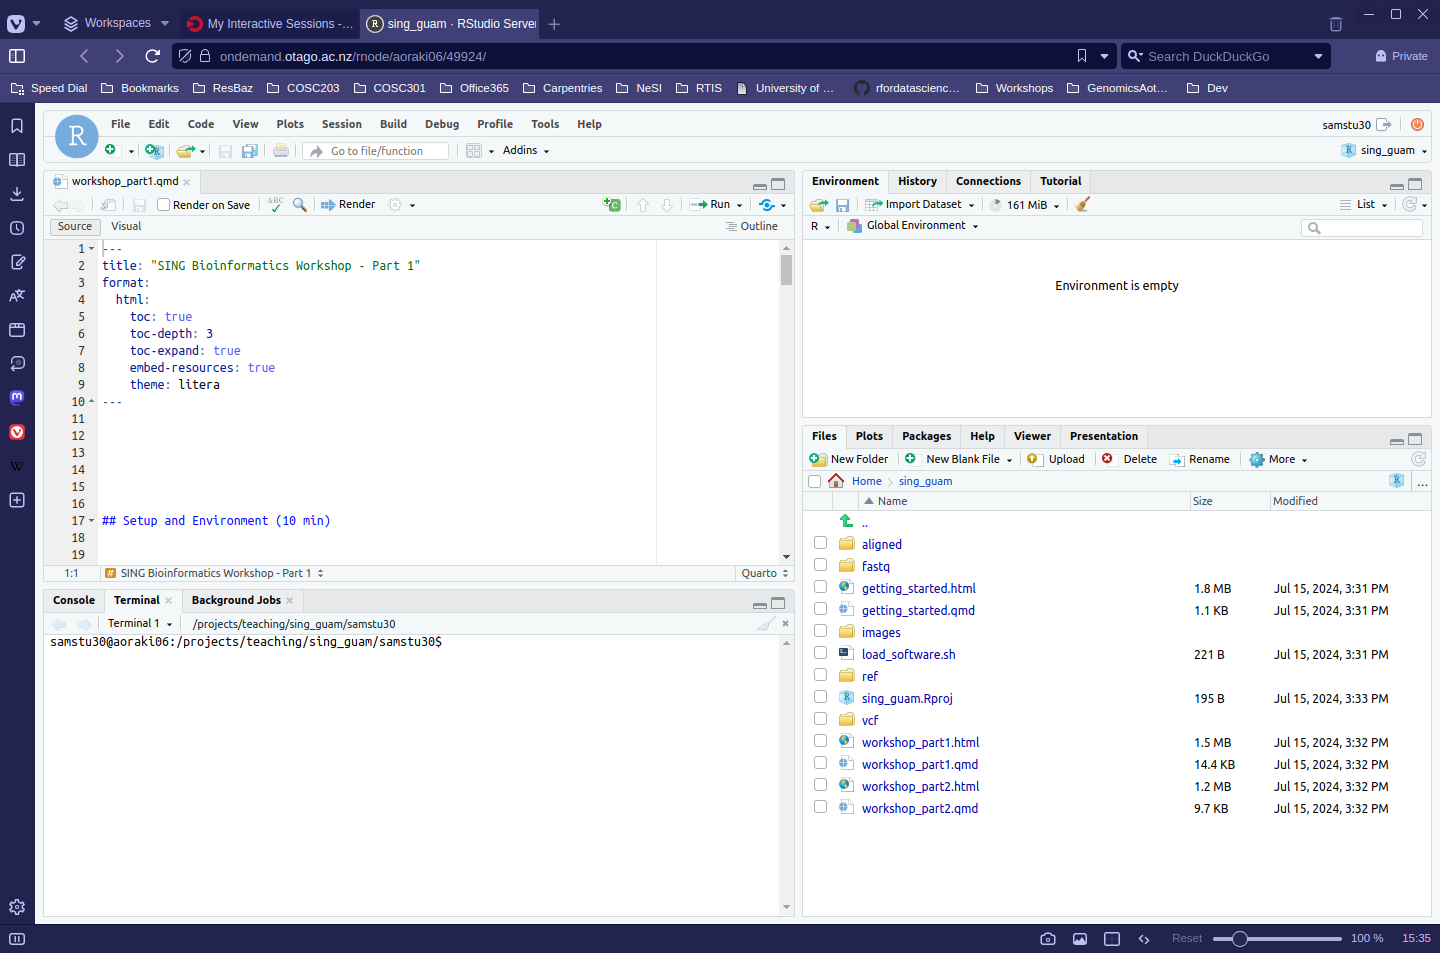 Workspaces
My Interactive Sessions -...
sing_guam · RStudio Server
ondemand.otago.ac.nz/rnode/aoraki06/49924/
Search DuckDuckGo
Private
Speed Dial
Bookmarks
ResBaz
COSC203
COSC301
Office365
Carpentries
NeSI
RTIS
University of ...
rfordatascienc...
Workshops
GenomicsAot...
Dev
File Edit Code View Plots Session Build Debug Profile Tools Help
samstu30
Go to file/function
Addins
sing_guam
workshop_part1.qmd
Render on Save
ABC
Render
Run
Source
Visual
Outline
1 ---
2 title: "SING Bioinformatics Workshop - Part 1"
3 format:
4 html:
5 toc: true
6 toc-depth: 3
7 toc-expand: true
8 embed-resources: true
9 theme: litera
10 ---
11
12
13
14
15
16
17 ## Setup and Environment (10 min)
18
19
1:1
SING Bioinformatics Workshop - Part 1
Quarto
Console
Terminal
Background Jobs
Terminal 1
/projects/teaching/sing_guam/samstu30
samstu30@aoraki06:/projects/teaching/sing_guam/samstu30$
Environment
History
Connections
Tutorial
Import Dataset
161 MiB
List
R
Global Environment
Environment is empty
Files
Plots
Packages
Help
Viewer
Presentation
New Folder
New Blank File
Upload
Delete
Rename
More
Home
sing_guam
...
Name Size Modified
..
aligned
fastq
getting_started.html 1.8 MB Jul 15, 2024, 3:31 PM
getting_started.qmd 1.1 KB Jul 15, 2024, 3:31 PM
images
load_software.sh 221 B Jul 15, 2024, 3:31 PM
ref
sing_guam.Rproj 195 B Jul 15, 2024, 3:33 PM
vcf
workshop_part1.html 1.5 MB Jul 15, 2024, 3:32 PM
workshop_part1.qmd 14.4 KB Jul 15, 2024, 3:32 PM
workshop_part2.html 1.2 MB Jul 15, 2024, 3:32 PM
workshop_part2.qmd 9.7 KB Jul 15, 2024, 3:32 PM
Reset
100 %
15:35